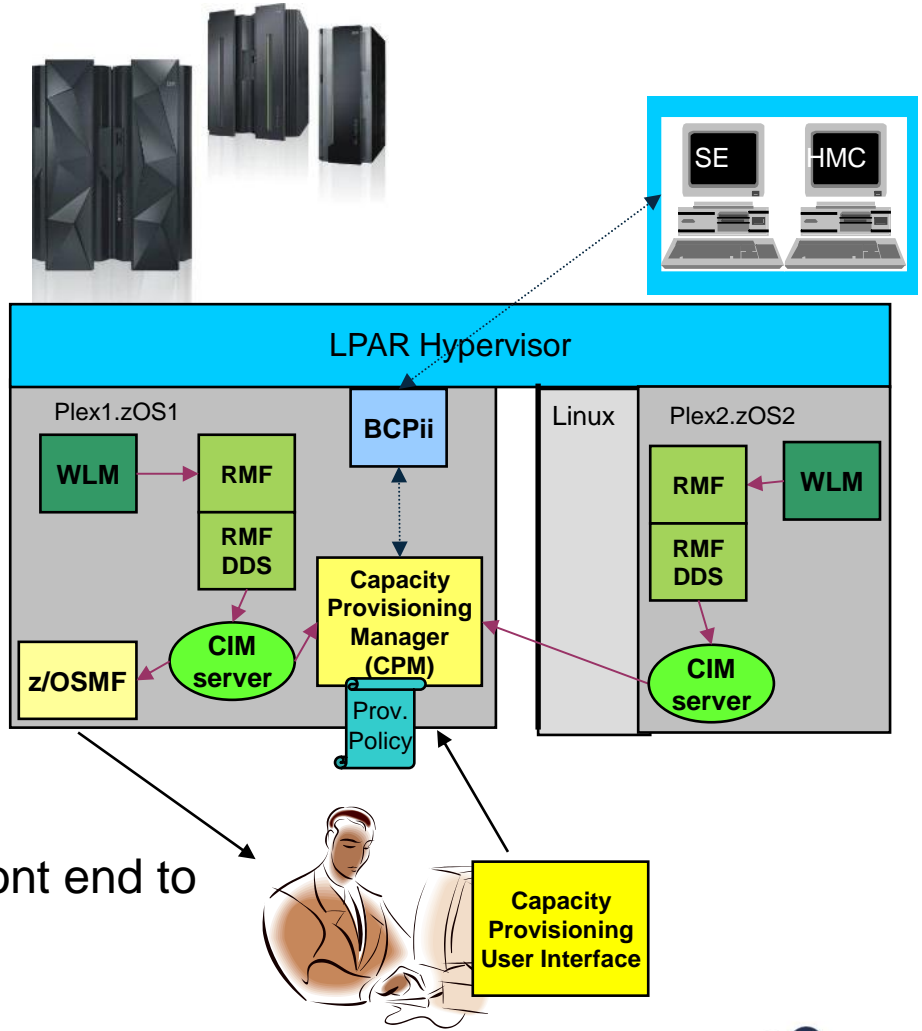 SE
HMC
LPAR Hypervisor
Plex1.zOS1
BCPii
Linux
Plex2.zOS2
WLM
RMF
RMF
WLM
RMF
DDS
RMF
DDS
Capacity
Provisioning
Manager
(CPM)
CIM
server
z/OSMF
CIM
server
Prov.
Policy
ont end to
Capacity
Provisioning
User Interface